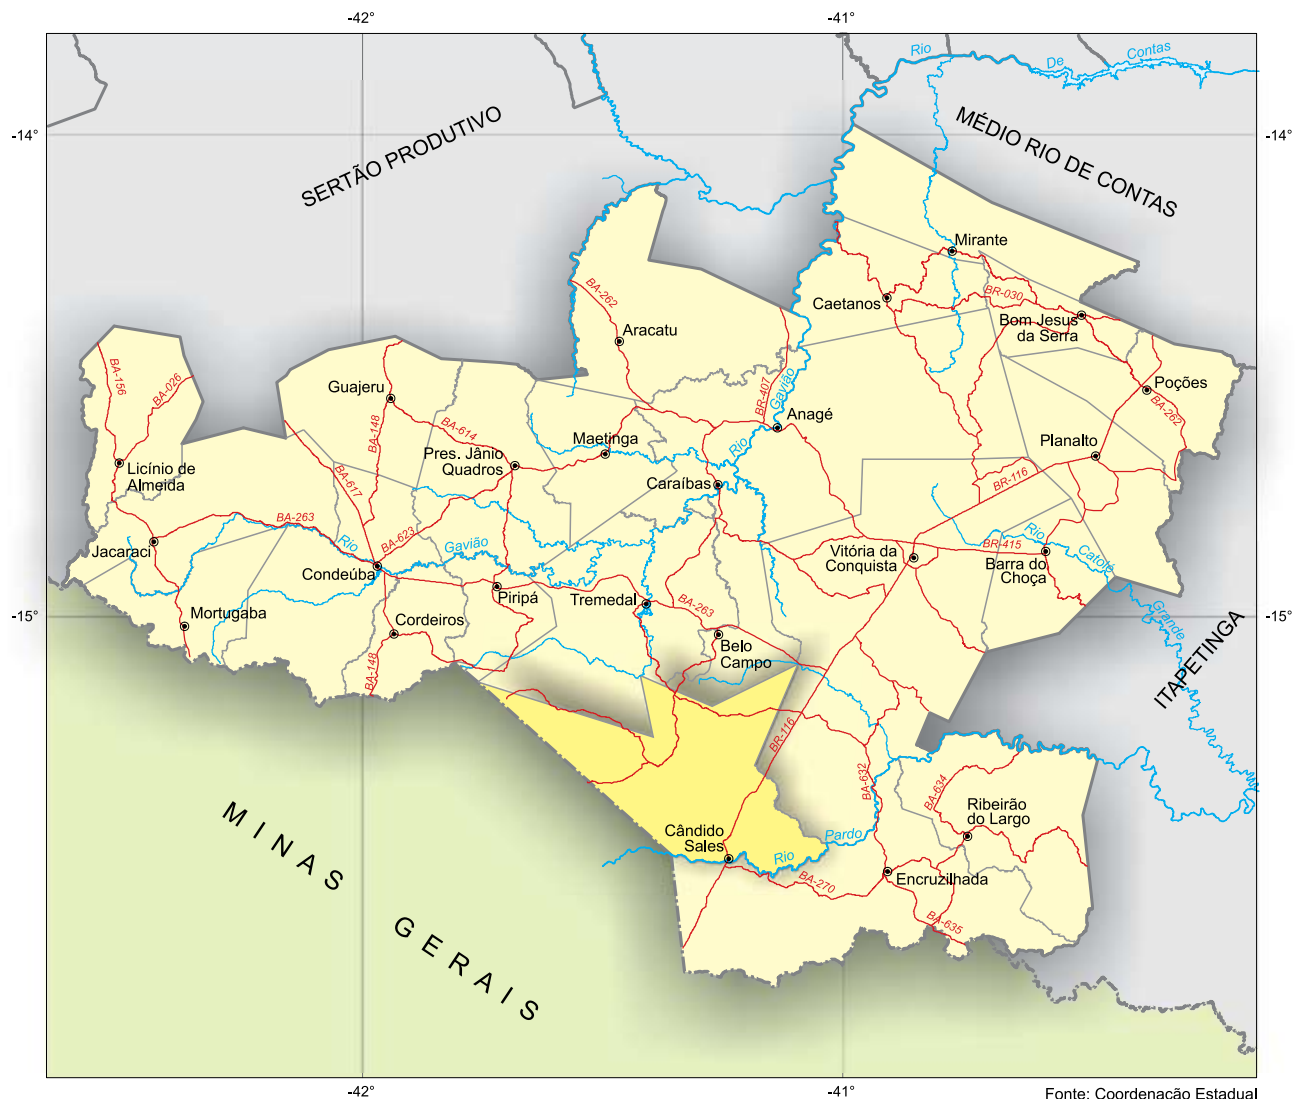 -42°
-41°
Rio
De
Contas
-14°
-14°
SERTÃO PRODUTIVO
MÉDIO RIO DE CONTAS
Mirante
BA-262
BR-030
Caetanos
Bom Jesus
da Serra
Aracatu
BA-156
BA-026
Guajeru
BR-407
Gavião
Poções
BA-262
BA-148
BA-614
Anagé
Maetinga
Rio
Planalto
Pres. Jânio
Quadros
Licínio de
Almeida
BA-617
Caraíbas
BR-116
BA-263
Rio
BA-623
Gavião
Rio
Catolé
Jacaraci
BR-415
Vitória da
Conquista
Barra do
Choça
Condeúba
Piripá
Tremedal
BA-263
Grande
Mortugaba
Cordeiros
-15°
-15°
Belo
Campo
BA-148
ITAPETINGA
BR-116
BA-632
BA-634
MINAS GERAIS
Ribeirão
do Largo
Cândido
Sales
Pardo
Rio
BA-270
Encruzilhada
BA-635
-42°
-41°
Fonte: Coordenação Estadual